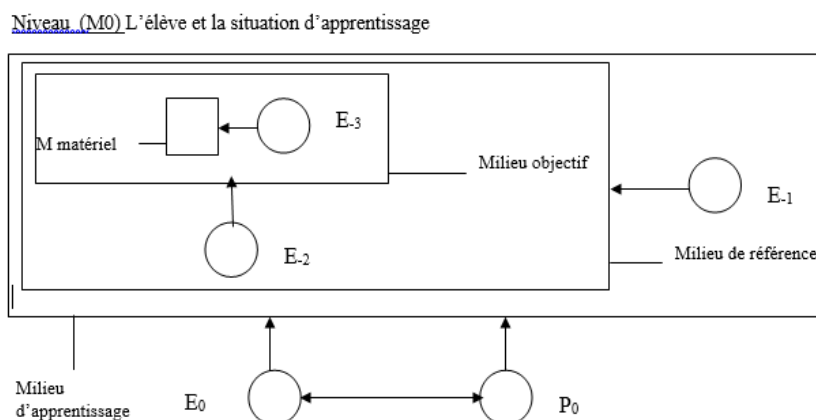 Niveau (M0) L’élève et la situation d’apprentissage
E-3
M matériel
Milieu objectif
E-1
E-2
Milieu de référence
Milieu
d’apprentissage
E0
P0